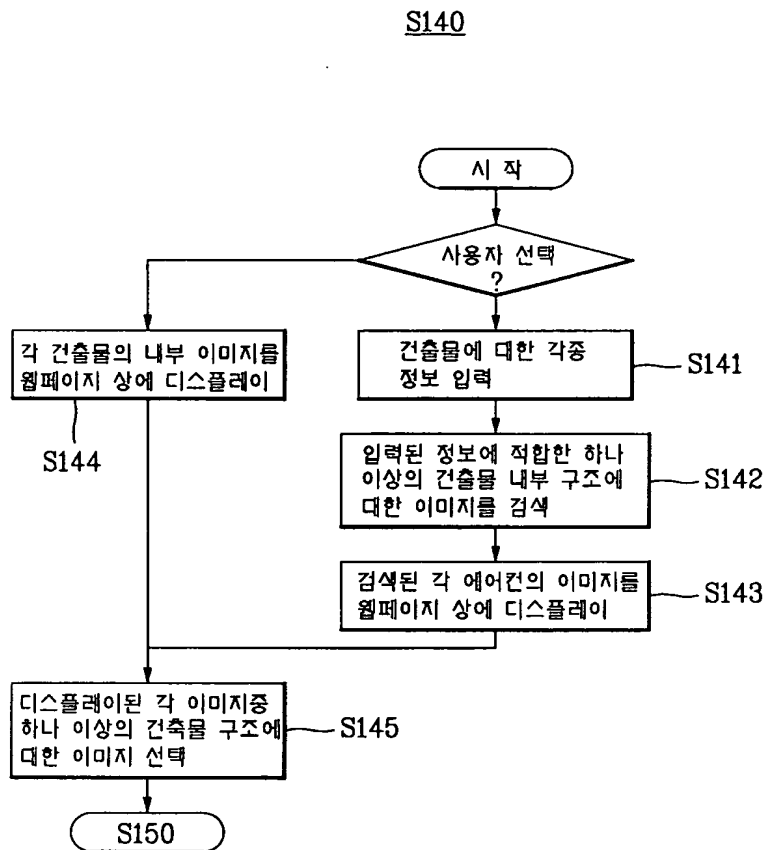 S140
시 작
사용자 선택
?
각 건출물의 내부 이미지를
웹페이지 상에 디스플레이
S144
건출물에 대한 각종
정보 입력
S141
입력된 정보에 적합한 하나
이상의 건출물 내부 구조에
대한 이미지를 검색
S142
검색된 각 에어컨의 이미지를
웹페이지 상에 디스플레이
S143
디스플레이된 각 이미지중
하나 이상의 건축물 구조에
대한 이미지 선택
S145
S150